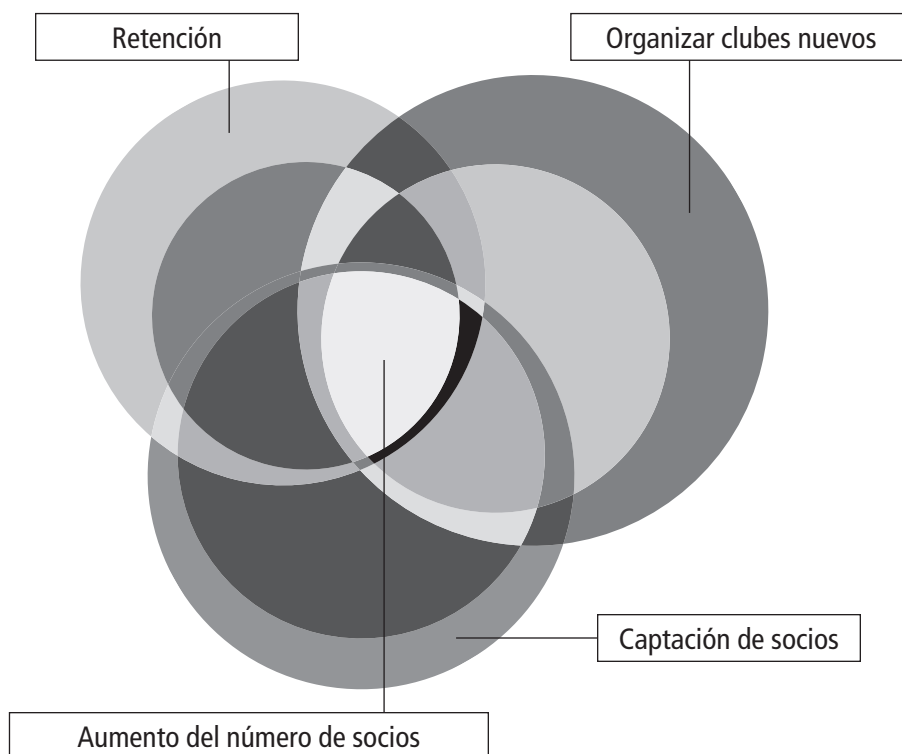 Retención
Organizar clubes nuevos
Captación de socios
Aumento del número de socios